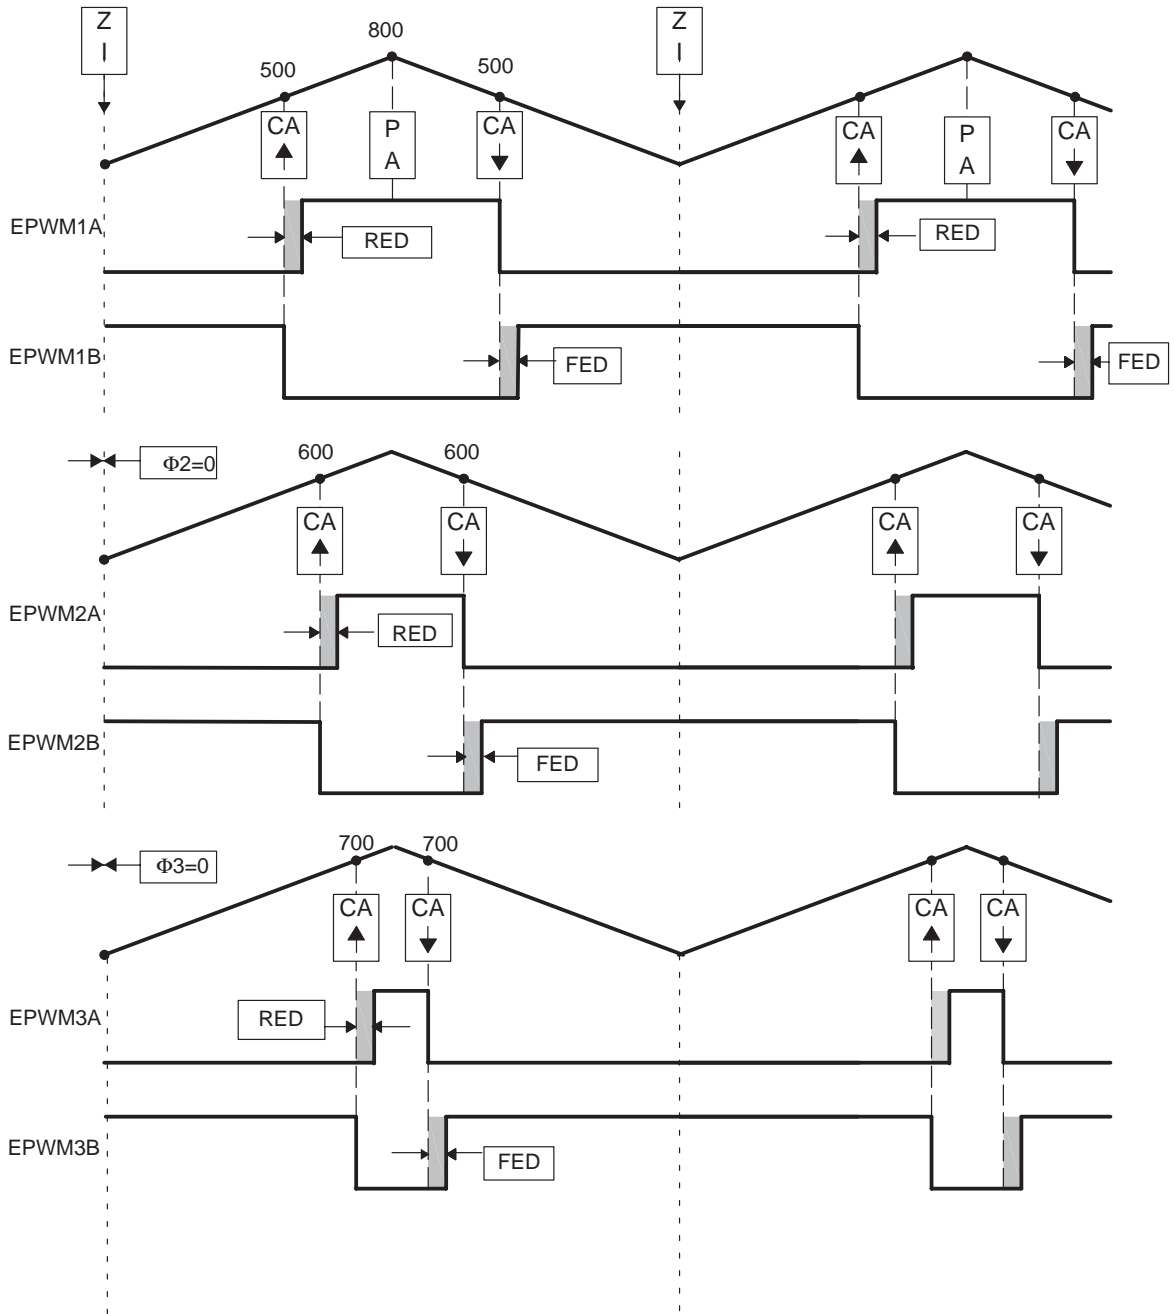 Z
I
Z
I
800
500
500
CA
P
A
CA
CA
P
A
CA
EPWM1A
RED
RED
EPWM1B
FED
FED
Φ2=0
600
600
CA
CA
CA
CA
EPWM2A
RED
EPWM2B
FED
Φ3=0
700
700
CA
CA
CA
CA
EPWM3A
RED
EPWM3B
FED